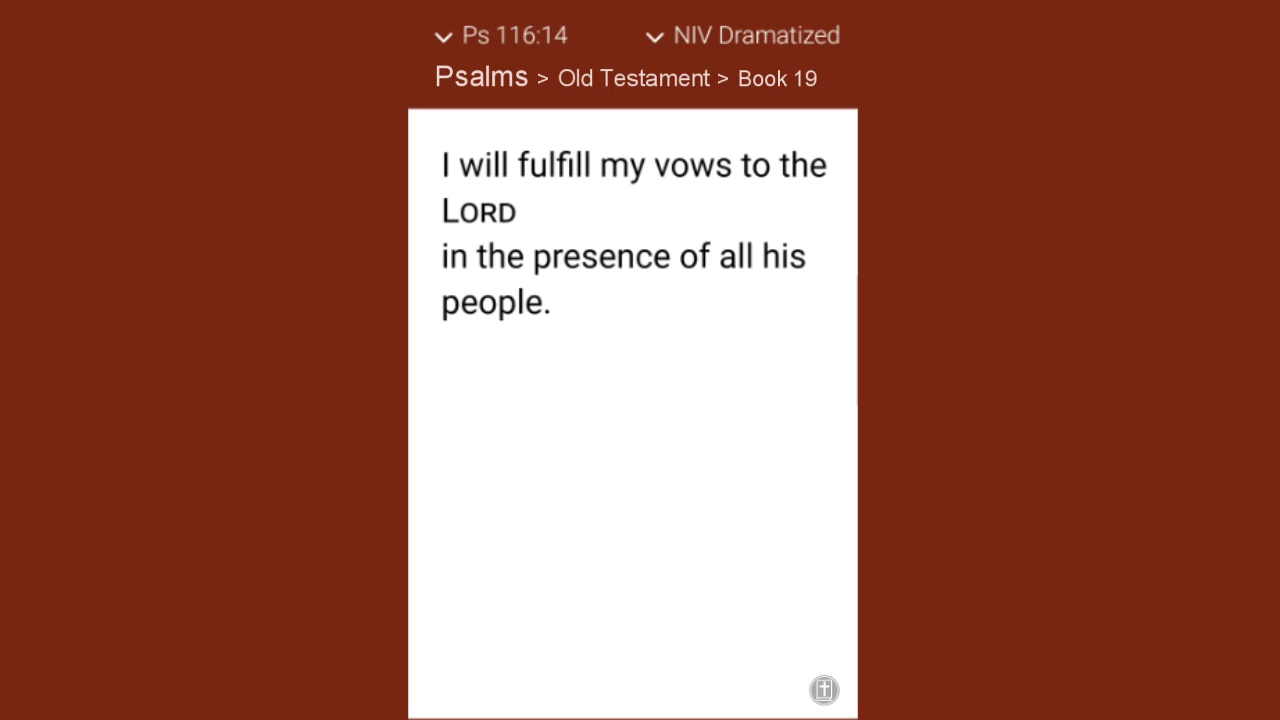 Ps 116:14 NIV Dramatized
Psalms > Old Testament > Book 19
I will fulfill my vows to the
LORD
in the presence of all his
people.